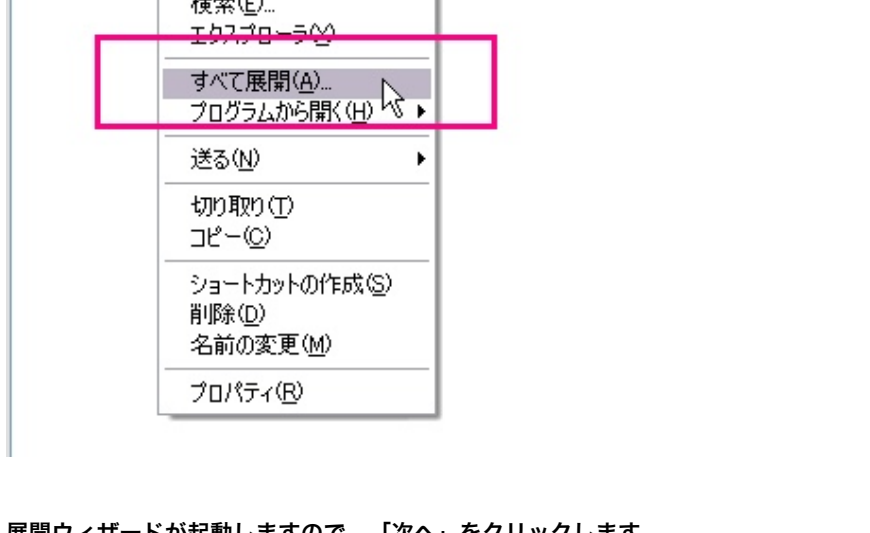 検索(E)...
エクスプローラ(X)
すべて展開(A)...
プログラムから開く(H)
送る(N)
切り取り(T)
コピー(C)
ショートカットの作成(S)
削除(D)
名前の変更(M)
プロパティ(R)
展開ウィザードが起動しますので、「次へ」をクリックします